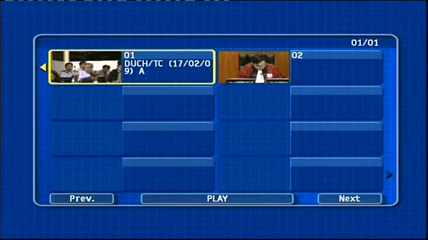 01/01
01
DUCH/TC (17/02/0
9) A
02
Prev.
PLAY
Next